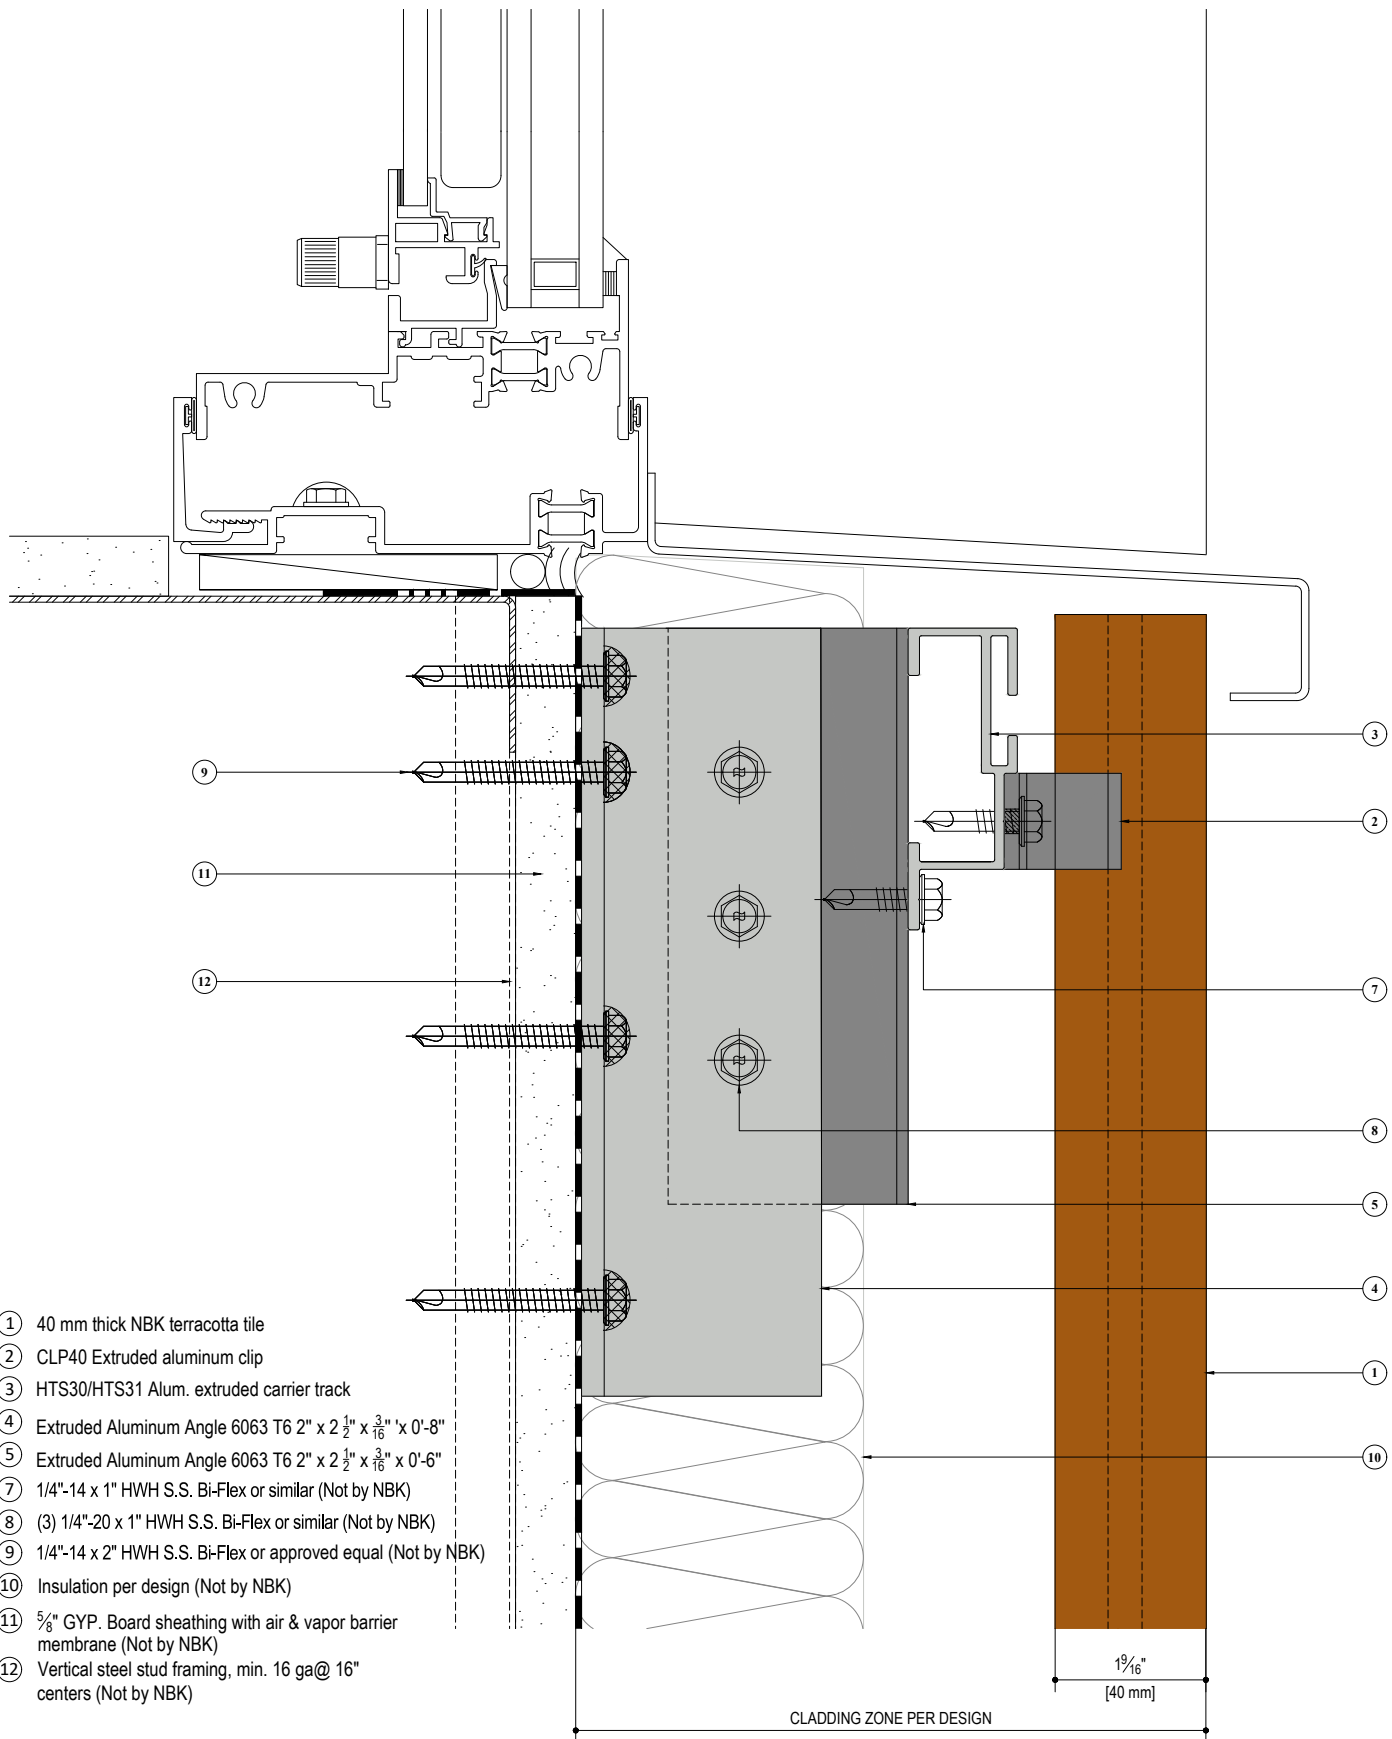 3
9
2
11
12
7
8
5
4
1
10
1 40 mm thick NBK terracotta tile
2 CLP40 Extruded aluminum clip
3 HTS30/HTS31 Alum. extruded carrier track
4 Extruded Aluminum Angle 6063 T6 2" x 2 1/2" x 3/16" 'x 0'-8"
5 Extruded Aluminum Angle 6063 T6 2" x 2 1/2" x 3/16" x 0'-6"
7 1/4"-14 x 1" HWH S.S. Bi-Flex or similar (Not by NBK)
8 (3) 1/4"-20 x 1" HWH S.S. Bi-Flex or similar (Not by NBK)
9 1/4"-14 x 2" HWH S.S. Bi-Flex or approved equal (Not by NBK)
10 Insulation per design (Not by NBK)
11 5/8" GYP. Board sheathing with air & vapor barrier
membrane (Not by NBK)
12 Vertical steel stud framing, min. 16 ga@ 16"
centers (Not by NBK)
1 9/16"
[40 mm]
CLADDING ZONE PER DESIGN